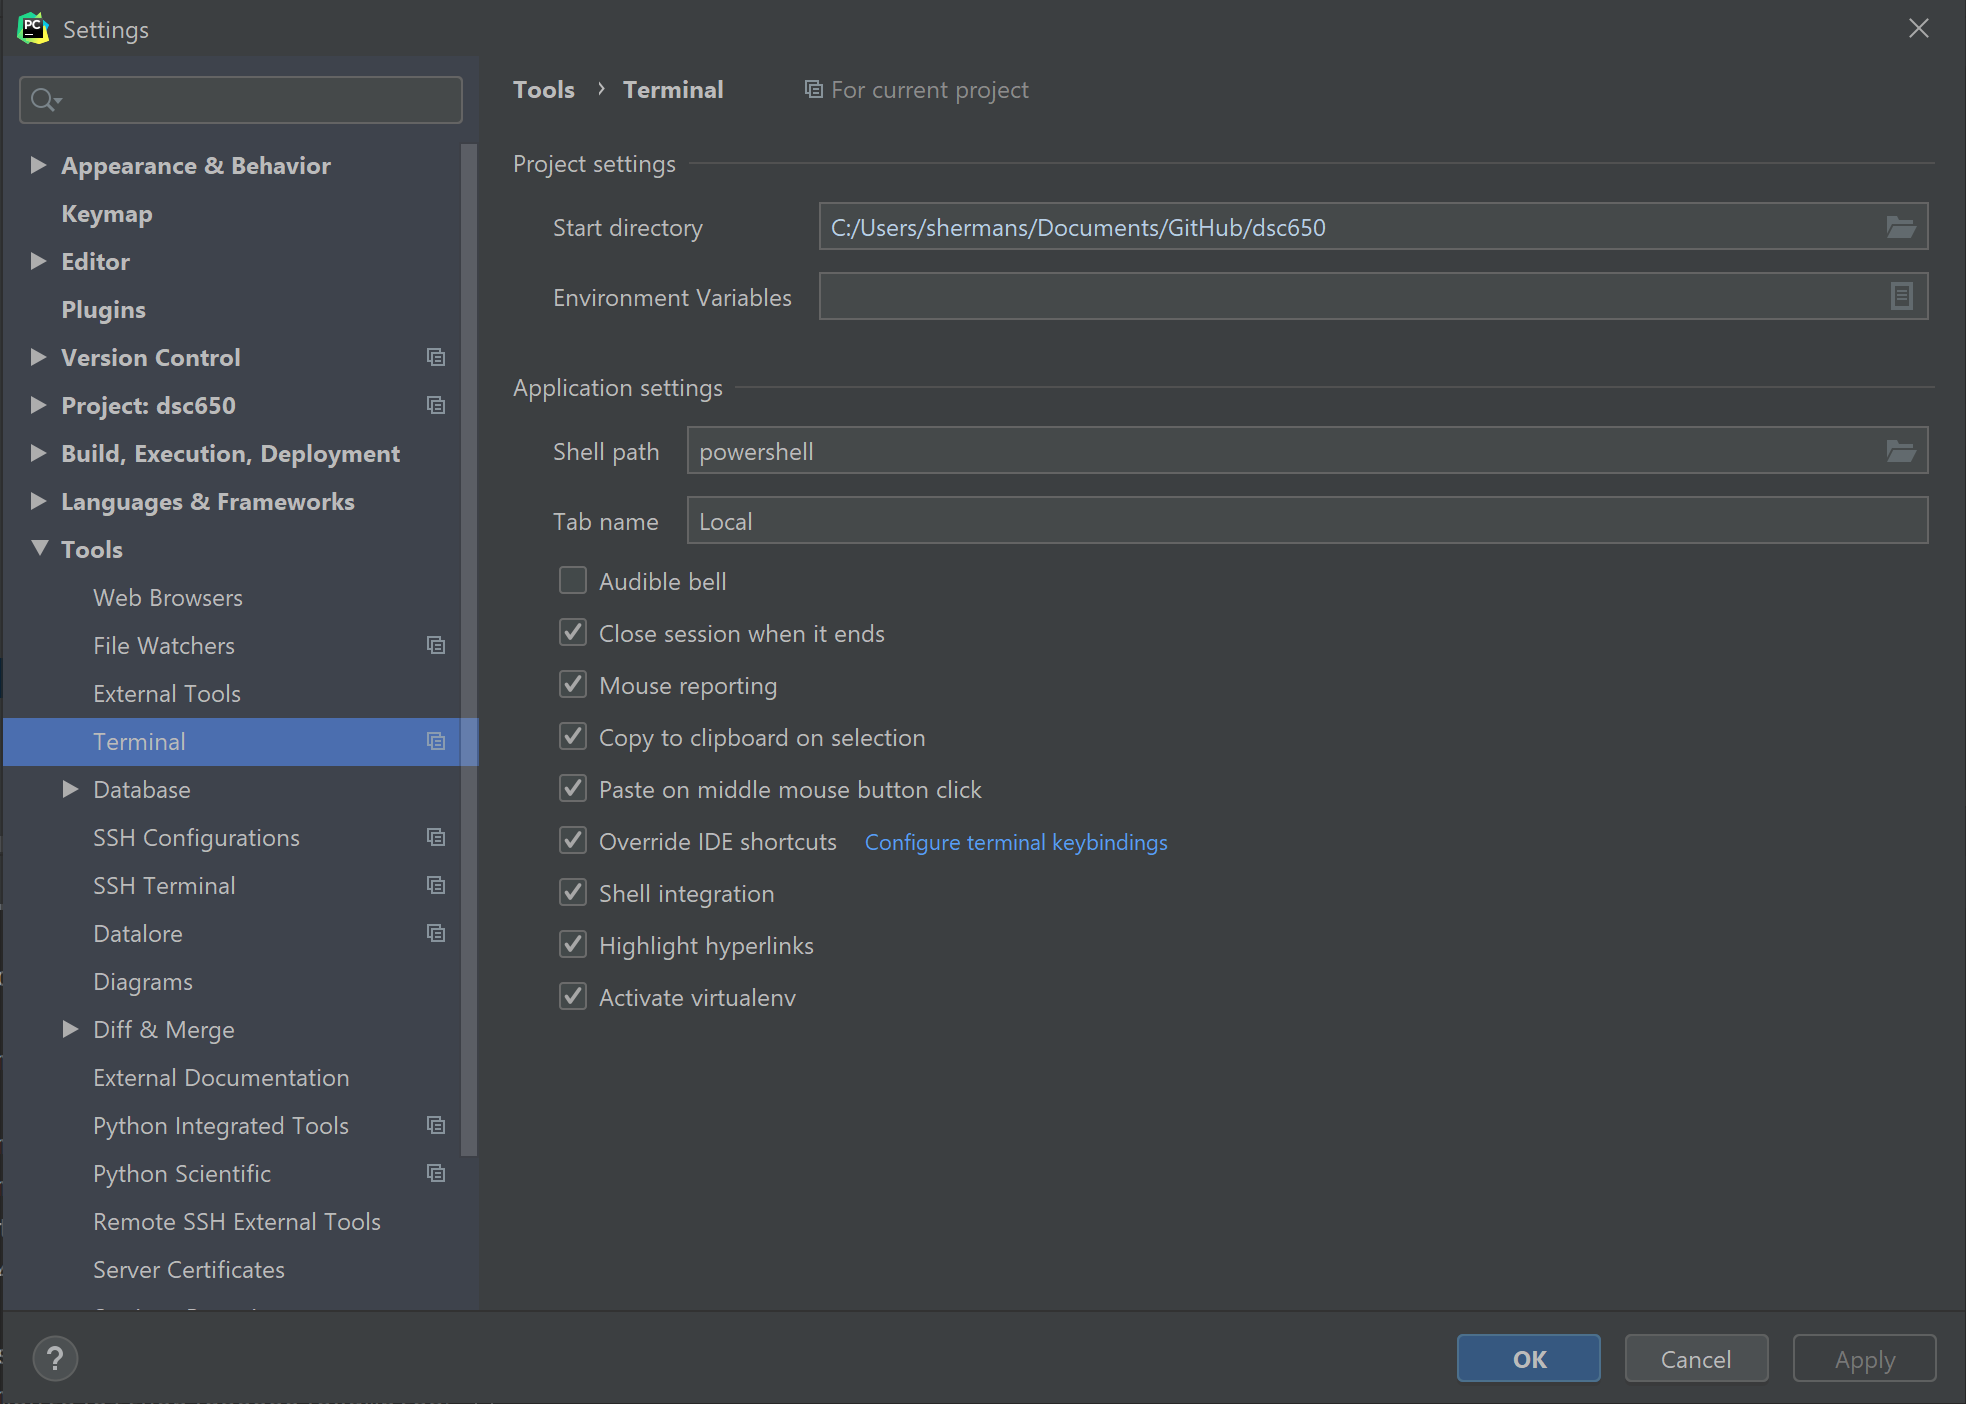 PC
Settings
Appearance & Behavior
Keymap
Editor
Plugins
Version Control
Project: dsc650
Build, Execution, Deployment
Languages & Frameworks
Tools
Web Browsers
File Watchers
External Tools
Terminal
Database
SSH Configurations
SSH Terminal
Datalore
Diagrams
Diff & Merge
External Documentation
Python Integrated Tools
Python Scientific
Remote SSH External Tools
Server Certificates
Tools › Terminal For current project
Project settings
Start directory C:/Users/shermans/Documents/GitHub/dsc650
Environment Variables
Application settings
Shell path powershell
Tab name Local
Audible bell
Close session when it ends
Mouse reporting
Copy to clipboard on selection
Paste on middle mouse button click
Override IDE shortcuts Configure terminal keybindings
Shell integration
Highlight hyperlinks
Activate virtualenv
? OK Cancel Apply